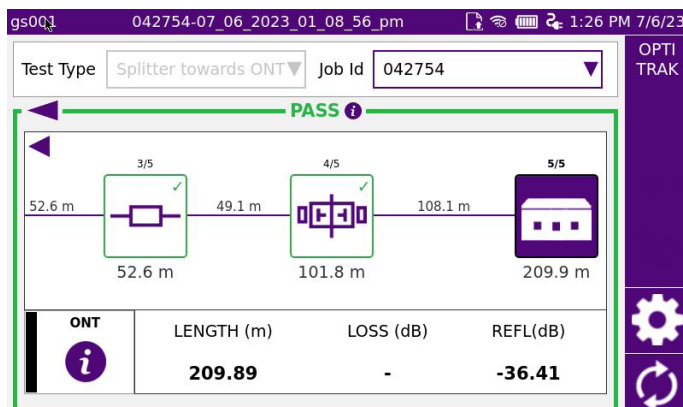 gs001 042754-07_06_2023_01_08_56_pm 1:26 PM 7/6/23
OPTI
TRAK
Test Type Splitter towards ONT Job Id 042754
PASS i
3/5 4/5 5/5
52.6 m 49.1 m 108.1 m
52.6 m 101.8 m 209.9 m
ONT LENGTH (m) LOSS (dB) REFL(dB)
i 209.89 - -36.41